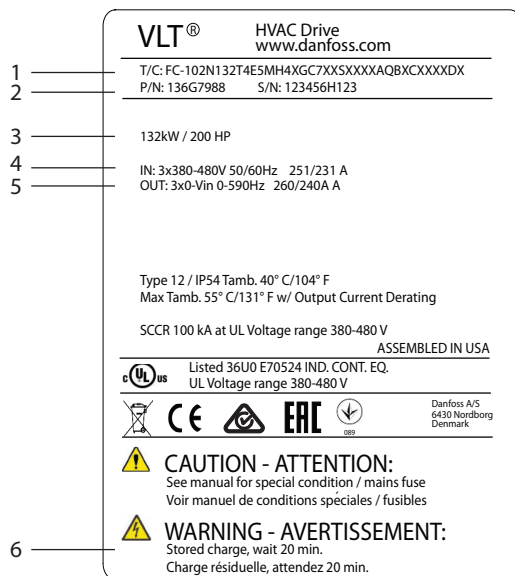 VLT® HVAC Drive
www.danfoss.com
1 T/C: FC-102N132T4E5MH4XGC7XXSXXXXAQBXCXXXXDX
2 P/N: 136G7988 S/N: 123456H123
3 132kW / 200 HP
4 IN: 3x380-480V 50/60Hz 251/231 A
5 OUT: 3x0-Vin 0-590Hz 260/240A A
Type 12 / IP54 Tamb. 40° C/104° F
Max Tamb. 55° C/131° F w/ Output Current Derating
SCCR 100 kA at UL Voltage range 380-480 V
ASSEMBLED IN USA
c UL us Listed 36U0 E70524 IND. CONT. EQ.
UL Voltage range 380-480 V
CE EAC 089
Danfoss A/S
6430 Nordborg
Denmark
CAUTION - ATTENTION:
See manual for special condition / mains fuse
Voir manuel de conditions spéciales / fusibles
WARNING - AVERTISSEMENT:
6 Stored charge, wait 20 min.
Charge résiduelle, attendez 20 min.